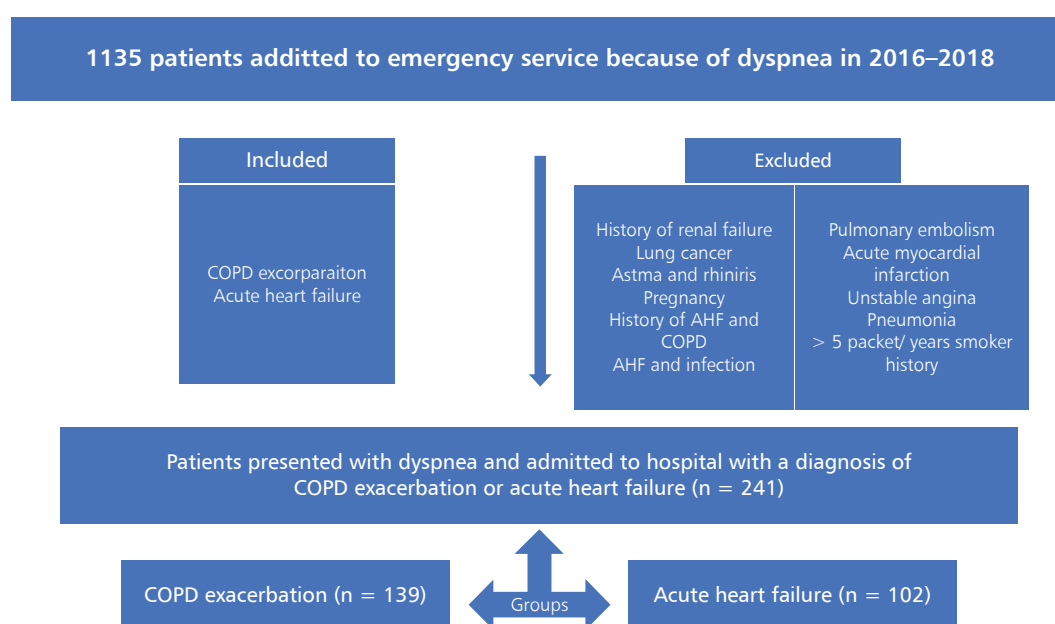 1135 patients additted to emergency service because of dyspnea in 2016–2018
Included
COPD excorparaiton
Acute heart failure
Excluded
History of renal failure
Lung cancer
Astma and rhiniris
Pregnancy
History of AHF and
COPD
AHF and infection
Pulmonary embolism
Acute myocardial
infarction
Unstable angina
Pneumonia
> 5 packet/ years smoker
history
Patients presented with dyspnea and admitted to hospital with a diagnosis of
COPD exacerbation or acute heart failure (n = 241)
COPD exacerbation (n = 139)
Groups
Acute heart failure (n = 102)